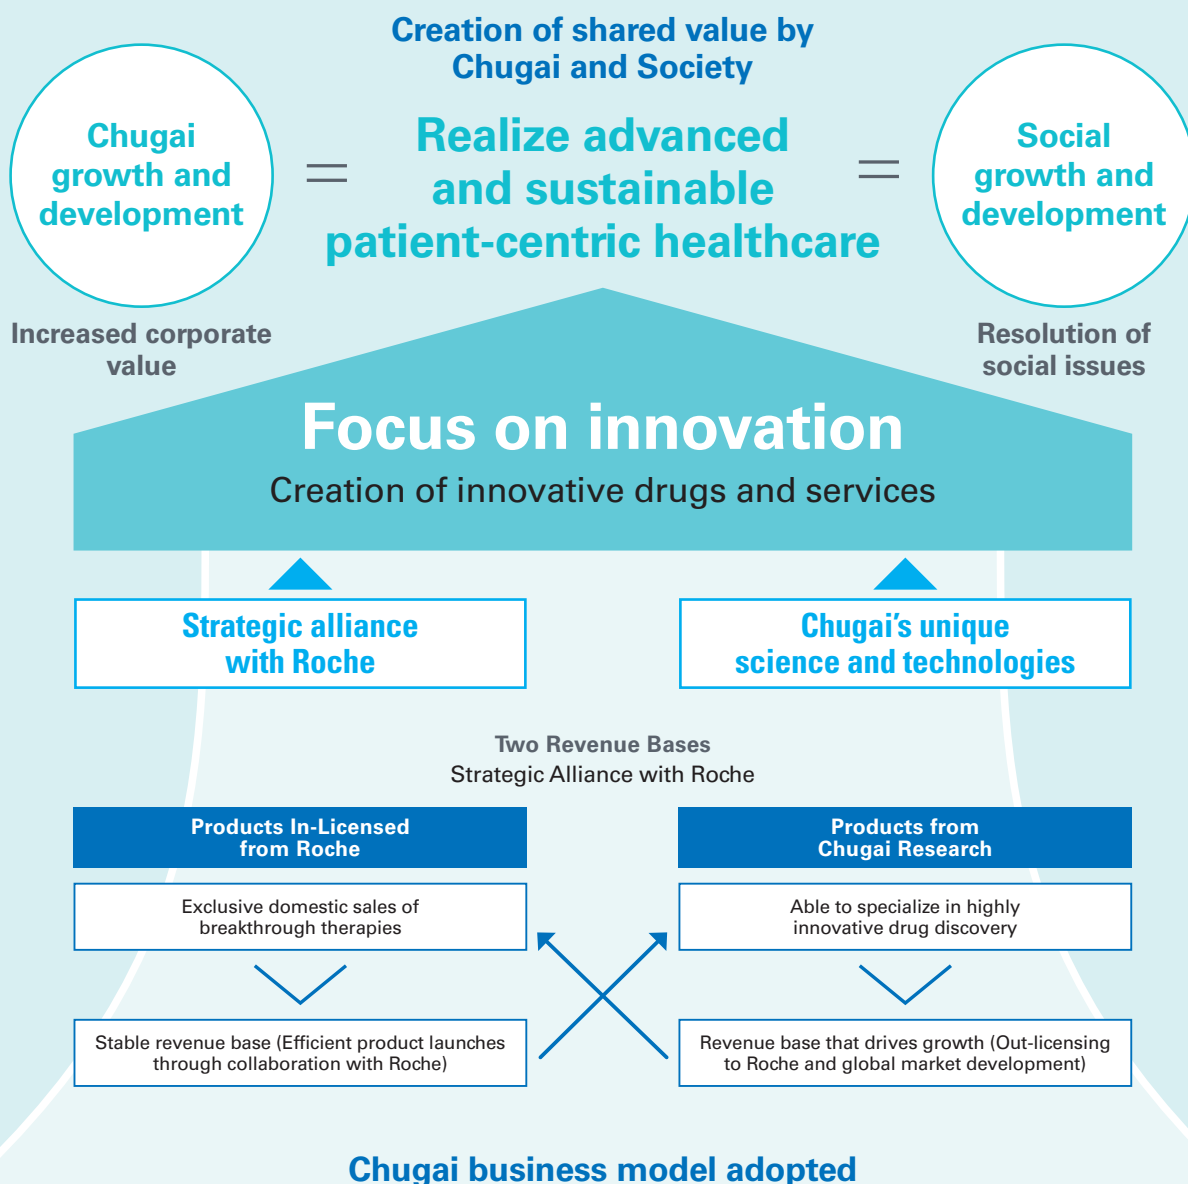 Creation of shared value by
Chugai and Society
Chugai
growth and
development
=
Realize advanced
and sustainable
patient-centric healthcare
=
Social
growth and
development
Increased corporate
value
Resolution of
social issues
Focus on innovation
Creation of innovative drugs and services
Strategic alliance
with Roche
Chugai’s unique
science and technologies
Two Revenue Bases
Strategic Alliance with Roche
Products In-Licensed
from Roche
Products from
Chugai Research
Exclusive domestic sales of
breakthrough therapies
Able to specialize in highly
innovative drug discovery
Stable revenue base (Efficient product launches
through collaboration with Roche)
Revenue base that drives growth (Out-licensing
to Roche and global market development)
Chugai business model adopted